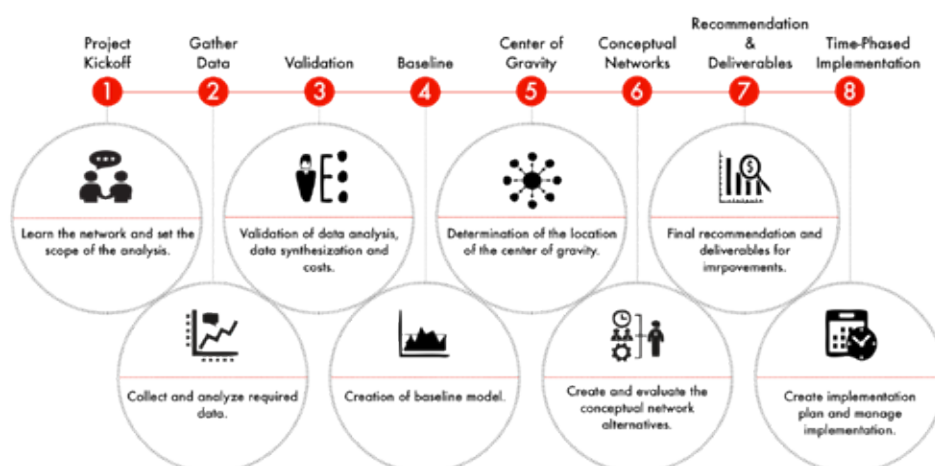 Project
Kickoff
Gather
Data
Validation
Baseline
Center of
Gravity
Conceptual
Networks
Recommendation
&
Deliverables
Time-Phased
Implementation
1
2
3
4
5
6
7
8
Learn the network and set the
scope of the analysis.
Validation of data analysis,
data synthesization and
costs.
Determination of the location
of the center of gravity.
Final recommendation and
deliverables for
imrpovements.
Collect and analyze required
data.
Creation of baseline model.
Create and evaluate the
conceptual network
alternatives.
Create implementation
plan and manage
implementation.